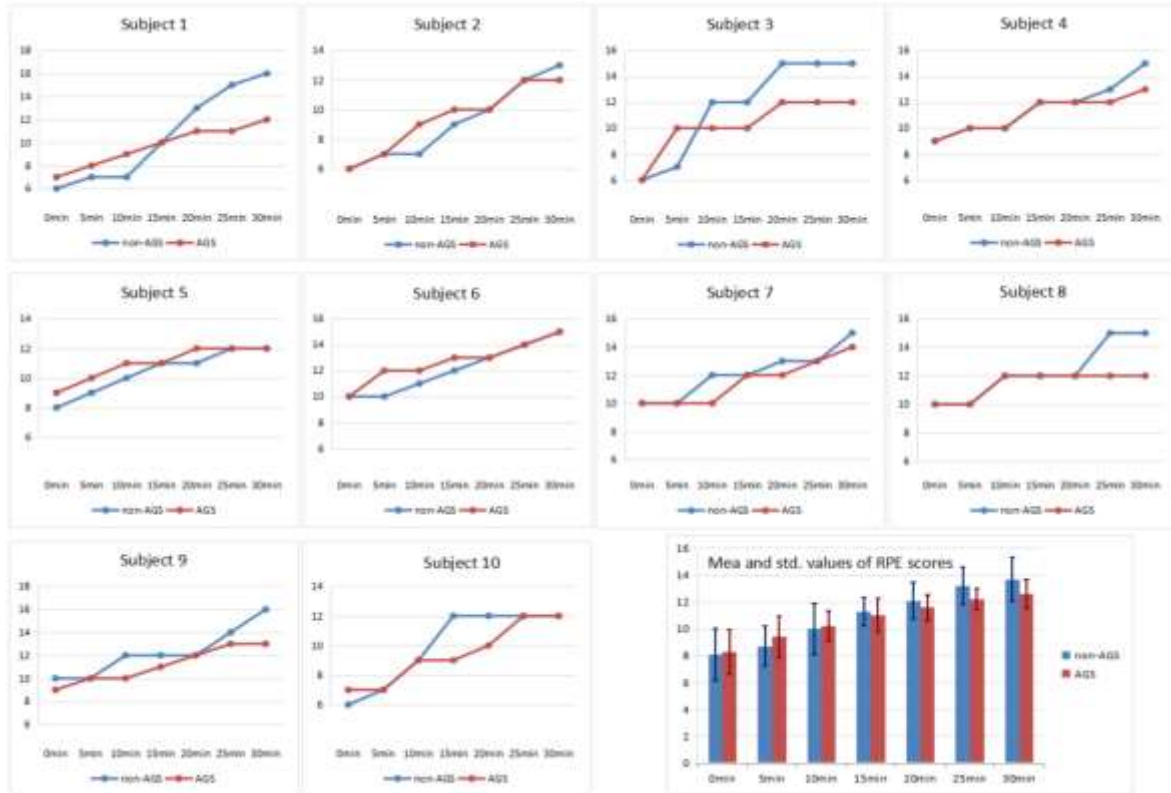 Subject 1
18
16
14
12
10
8
6
0min 5min 10min 15min 20min 25min 30min
non-AGS AGS
Subject 2
14
12
10
8
6
0min 5min 10min 15min 20min 25min 30min
non-AGS AGS
Subject 3
16
14
12
10
8
6
0min 5min 10min 15min 20min 25min 30min
non-AGS AGS
Subject 4
16
14
12
10
8
6
0min 5min 10min 15min 20min 25min 30min
non-AGS AGS
Subject 5
14
12
10
8
6
0min 5min 10min 15min 20min 25min 30min
non-AGS AGS
Subject 6
16
14
12
10
8
6
0min 5min 10min 15min 20min 25min 30min
non-AGS AGS
Subject 7
16
14
12
10
8
6
0min 5min 10min 15min 20min 25min 30min
non-AGS AGS
Subject 8
16
14
12
10
8
6
0min 5min 10min 15min 20min 25min 30min
non-AGS AGS
Subject 9
18
16
14
12
10
8
6
0min 5min 10min 15min 20min 25min 30min
non-AGS AGS
Subject 10
14
12
10
8
6
0min 5min 10min 15min 20min 25min 30min
non-AGS AGS
Mea and std. values of RPE scores
16
14
12
10
8
6
4
2
0
0min 5min 10min 15min 20min 25min 30min
non-AGS
AGS